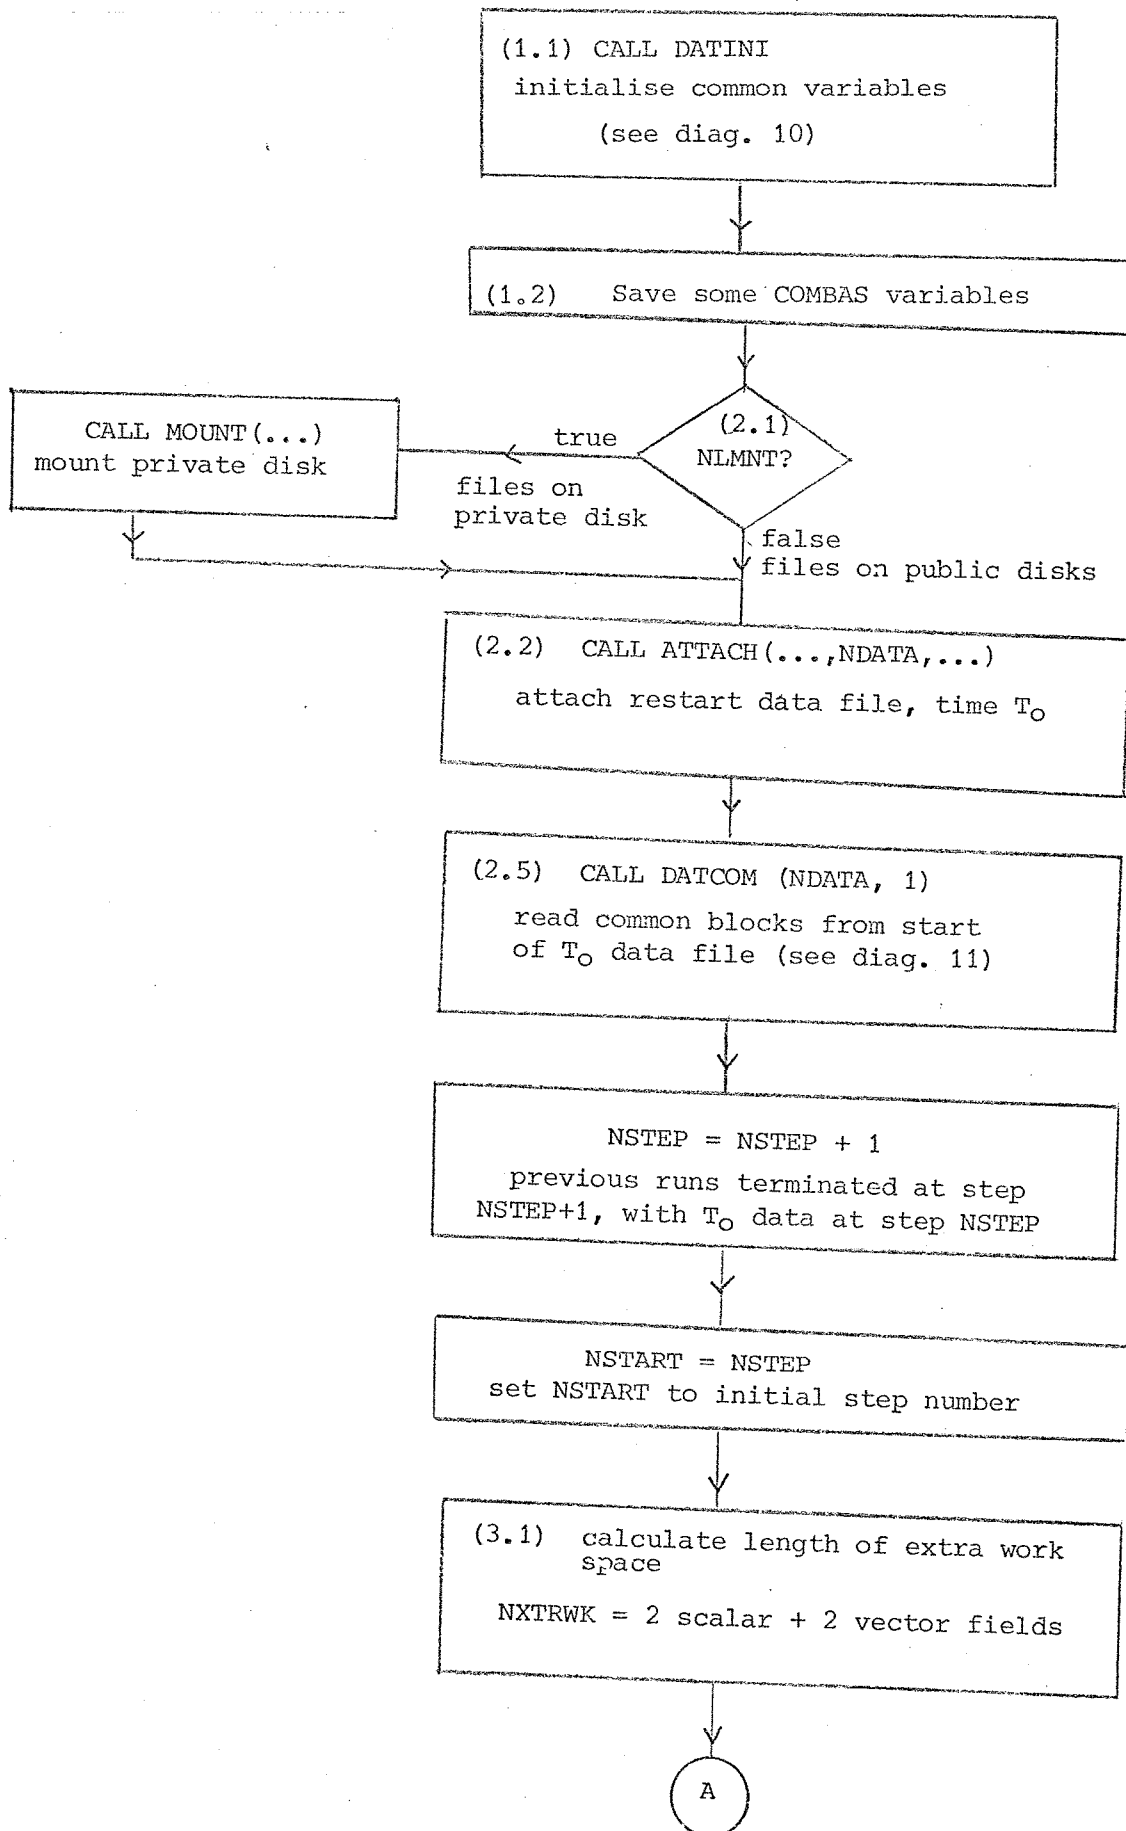 (1.1) CALL DATINI
initialise common variables
(see diag. 10)
(1.2) Save some COMBAS variables
(2.1)
NLMNT?
true
files on
private disk
CALL MOUNT(...)
mount private disk
false
files on public disks
(2.2) CALL ATTACH(...,NDATA,...)
attach restart data file, time To
(2.5) CALL DATCOM (NDATA, 1)
read common blocks from start
of To data file (see diag. 11)
NSTEP = NSTEP + 1
previous runs terminated at step
NSTEP+1, with To data at step NSTEP
NSTART = NSTEP
set NSTART to initial step number
(3.1) calculate length of extra work
space
NXTRWK = 2 scalar + 2 vector fields
A